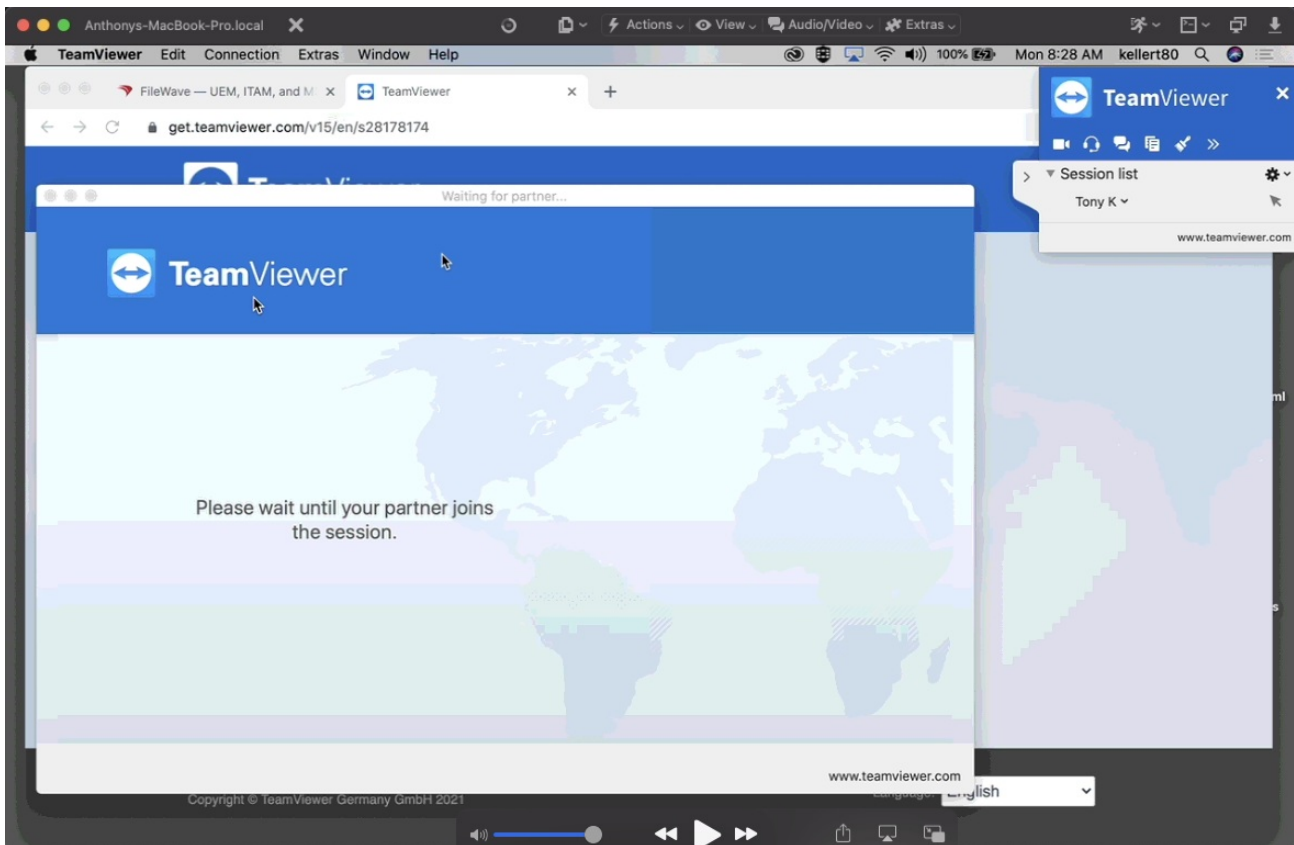 Anthonys-MacBook-Pro.local
Actions View Audio/Video Extras
TeamViewer Edit Connection Extras Window Help 100% Mon 8:28 AM kellert80
FileWave — UEM, ITAM, and M TeamViewer
get.teamviewer.com/v15/en/s28178174
TeamViewer
Session list
Tony K
www.teamviewer.com
TeamViewer
Waiting for partner...
TeamViewer
Please wait until your partner joins
the session.
www.teamviewer.com
ml
s
Copyright © TeamViewer Germany GmbH 2021
Language: English